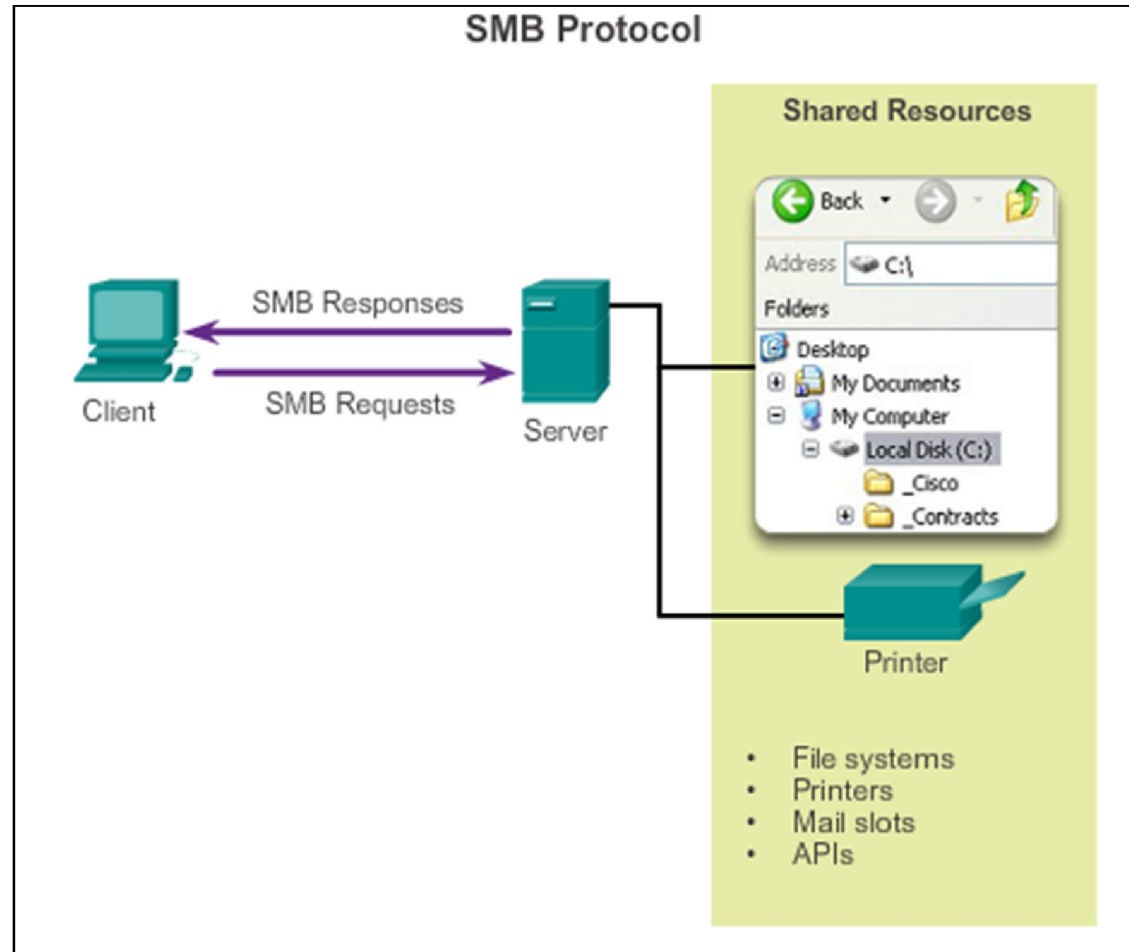 SMB Protocol
Shared Resources
Back
Address C:\
Folders
Desktop
My Documents
My Computer
Local Disk (C:)
_Cisco
_Contracts
SMB Responses
SMB Requests
Client
Server
Printer
• File systems
• Printers
• Mail slots
• APIs